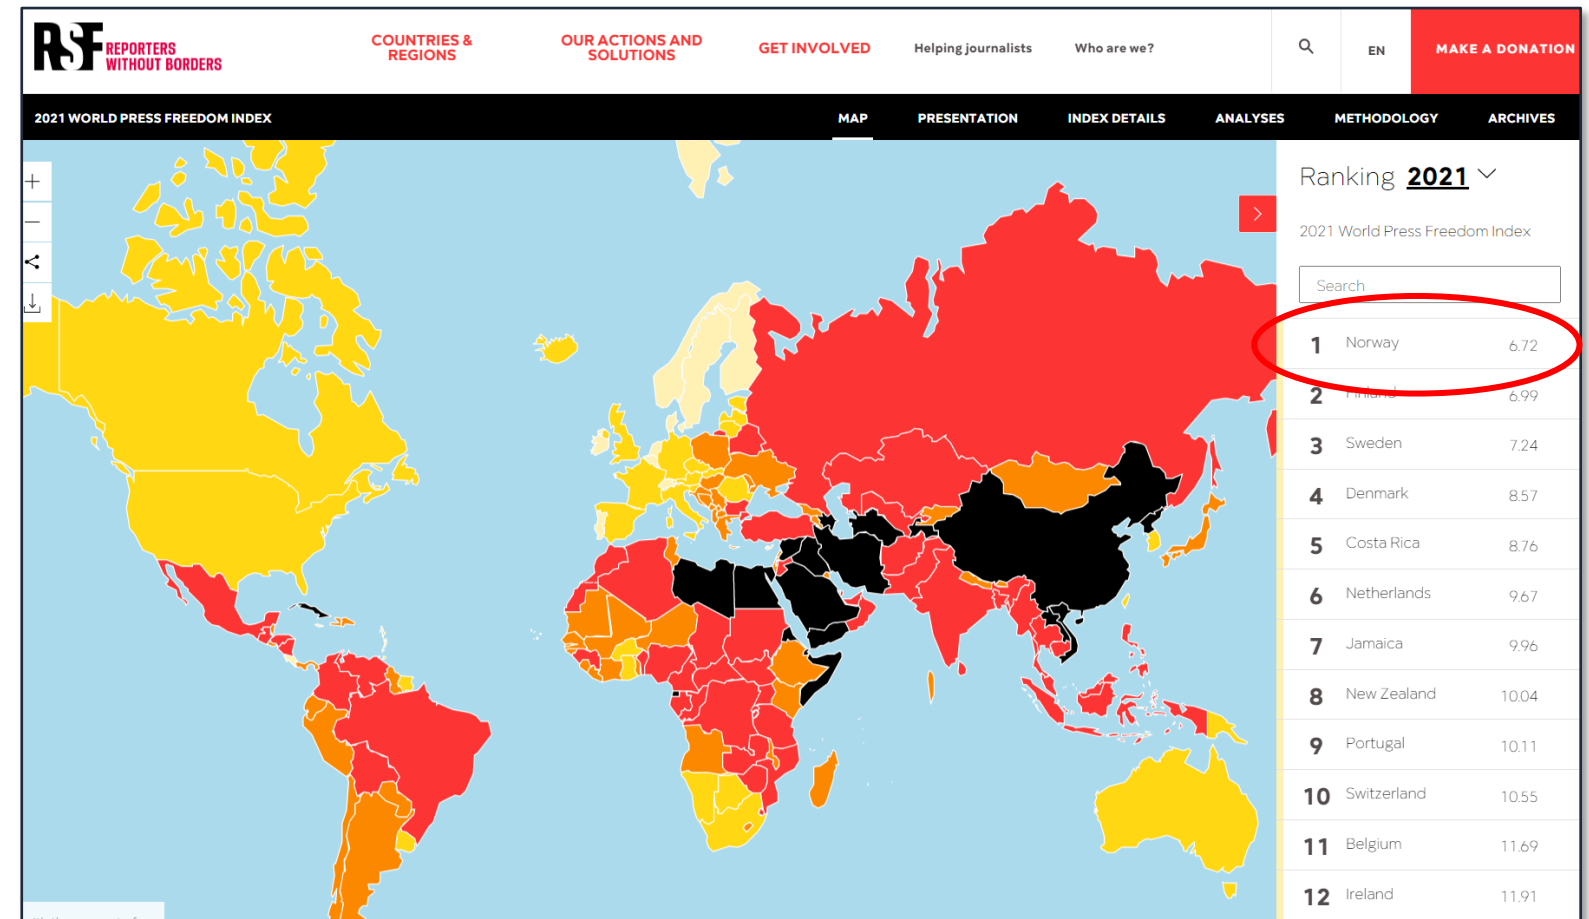 RSF REPORTERS
WITHOUT BORDERS
COUNTRIES &
REGIONS
OUR ACTIONS AND
SOLUTIONS
GET INVOLVED
Helping journalists
Who are we?
EN
MAKE A DONATION
2021 WORLD PRESS FREEDOM INDEX
MAP
PRESENTATION
INDEX DETAILS
ANALYSES
METHODOLOGY
ARCHIVES
Ranking 2021
2021 World Press Freedom Index
Search
1 Norway 6.72
2 Finland 6.99
3 Sweden 7.24
4 Denmark 8.57
5 Costa Rica 8.76
6 Netherlands 9.67
7 Jamaica 9.96
8 New Zealand 10.04
9 Portugal 10.11
10 Switzerland 10.55
11 Belgium 11.69
12 Ireland 11.91